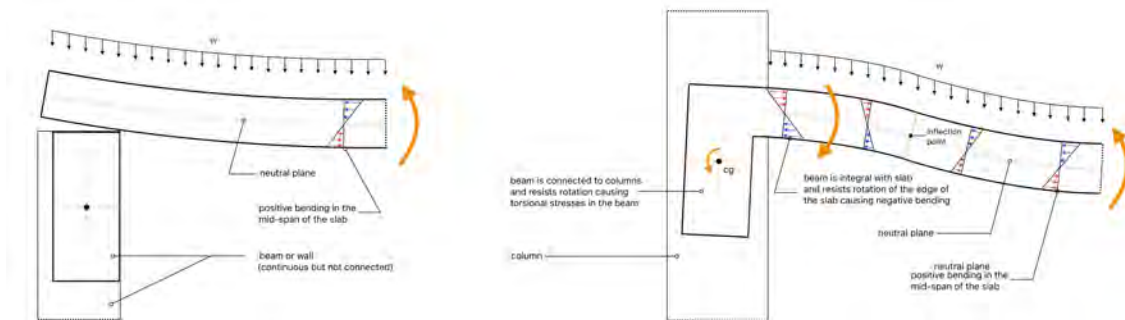 w
neutral plane
positive bending in the
mid-span of the slab
beam or wall
(continuous but not connected)
w
inflection
point
cg
beam is connected to columns
and resists rotation causing
torsional stresses in the beam
beam is integral with slab
and resists rotation of the edge of
the slab causing negative bending
neutral plane
column
neutral plane
positive bending in the
mid-span of the slab